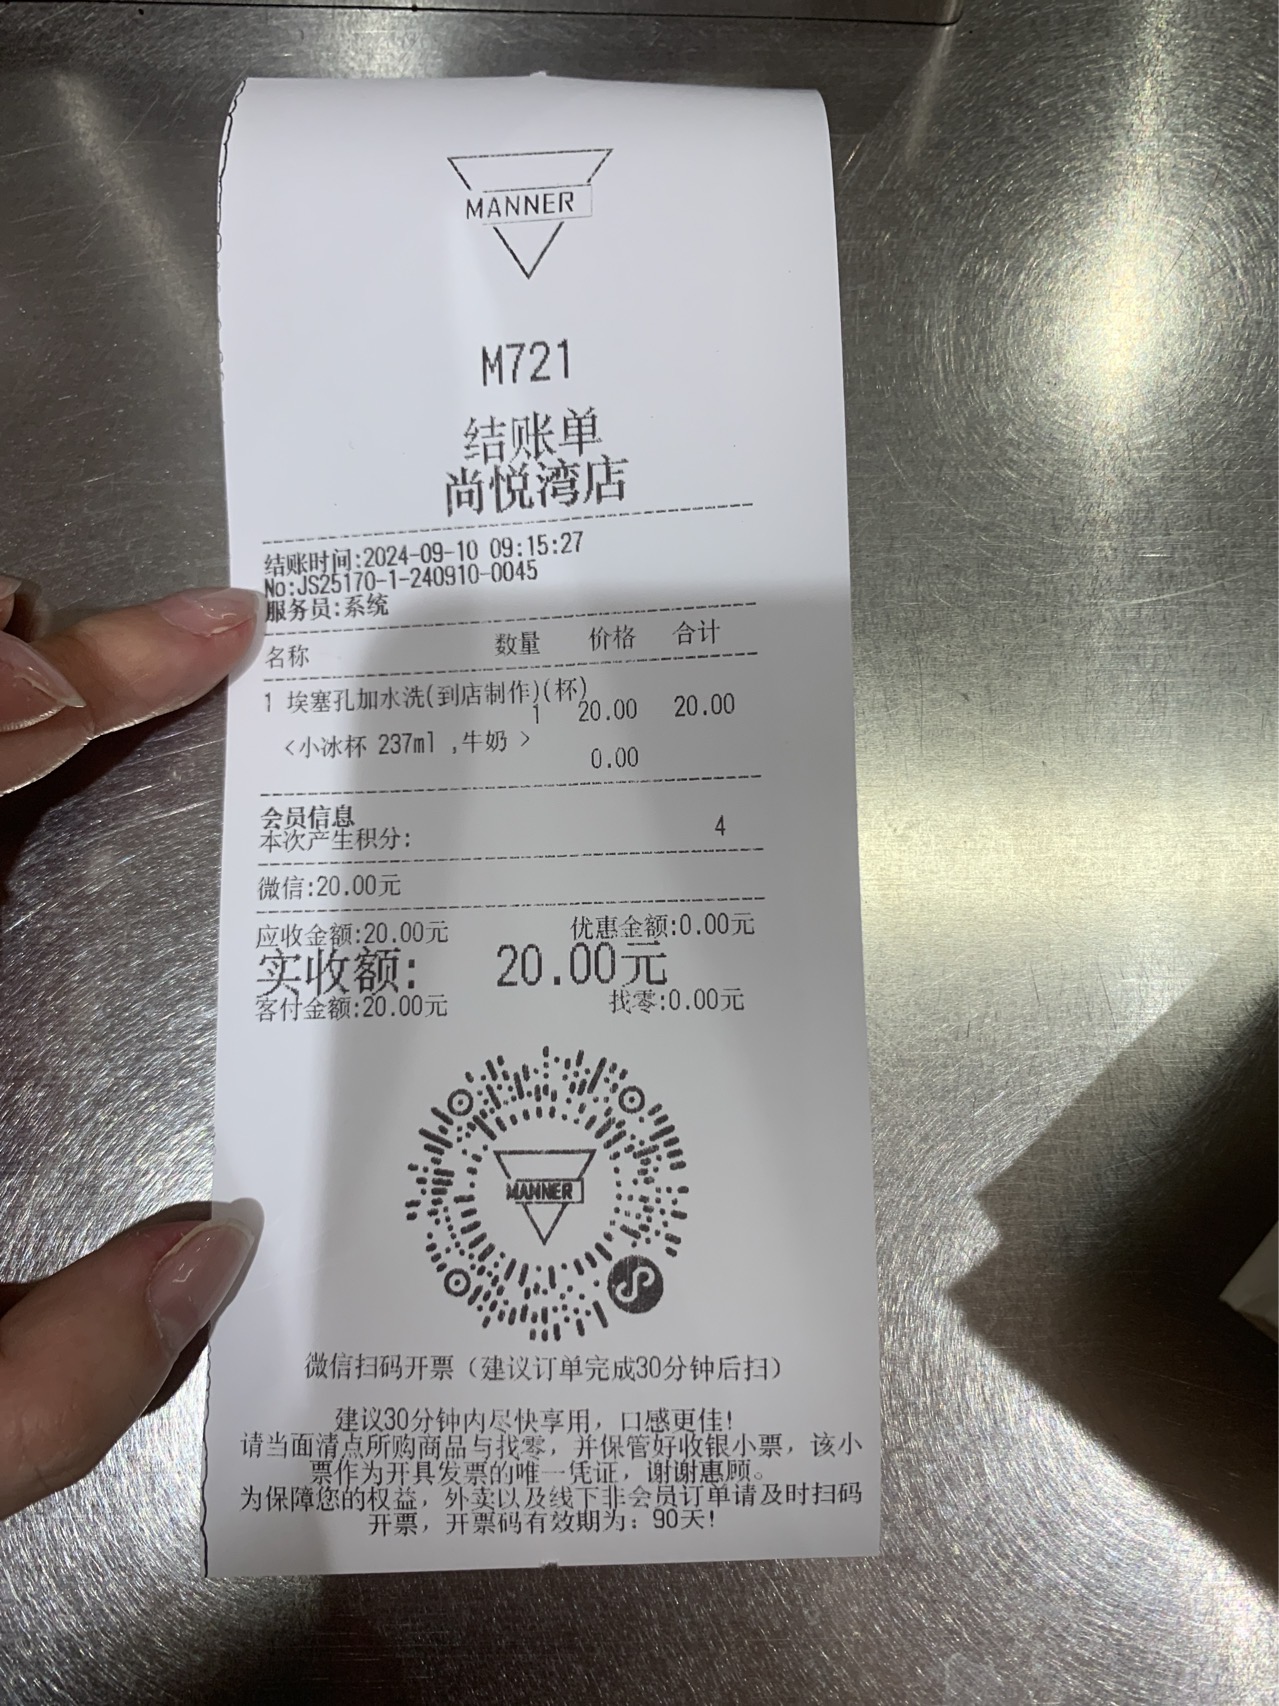 MANNER
M721
结账单
尚悦湾店
结账时间:2024-09-10 09:15:27
No:JS25170-1-240910-0045
服务员:系统
名称 数量 价格 合计
1 埃塞孔加水洗(到店制作)(杯)
1 20.00 20.00
<小冰杯 237ml ,牛奶 >
0.00
会员信息
本次产生积分: 4
微信:20.00元
应收金额:20.00元 优惠金额:0.00元
实收额: 20.00元
客付金额:20.00元 找零:0.00元
MANNER
微信扫码开票（建议订单完成30分钟后扫）
建议30分钟内尽快享用，口感更佳!
请当面清点所购商品与找零，并保管好收银小票，该小
票作为开具发票的唯一凭证，谢谢惠顾。
为保障您的权益，外卖以及线下非会员订单请及时扫码
开票，开票码有效期为：90天!